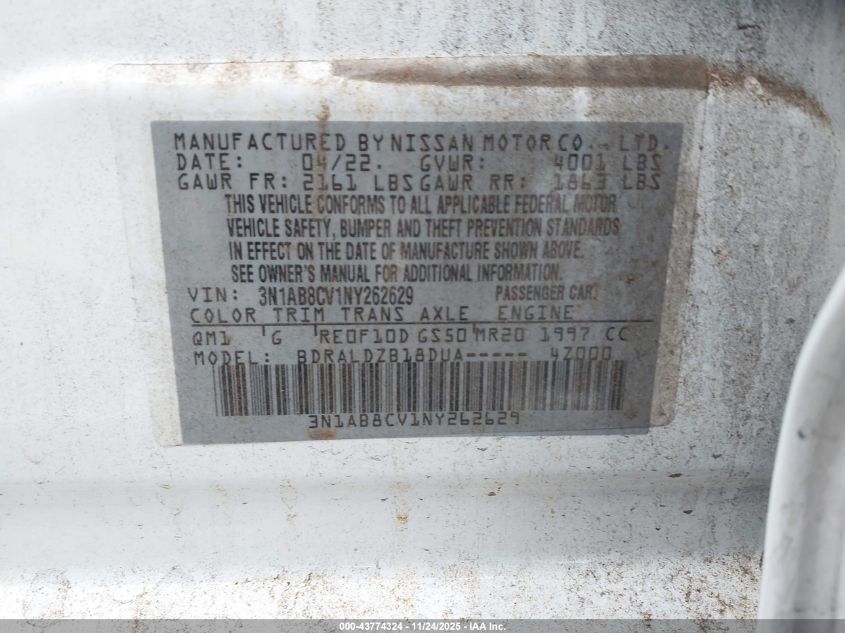 MANUFACTURED BY NISSAN MOTOR CO., LTD.
DATE: 04/22. GVWR: 4001 LBS
GAWR FR: 2161 LBS GAWR RR: 1863 LBS
THIS VEHICLE CONFORMS TO ALL APPLICABLE FEDERAL MOTOR
VEHICLE SAFETY, BUMPER AND THEFT PREVENTION STANDARDS
IN EFFECT ON THE DATE OF MANUFACTURE SHOWN ABOVE.
SEE OWNER'S MANUAL FOR ADDITIONAL INFORMATION.
VIN: 3N1AB8CV1NY262629 PASSENGER CAR
COLOR TRIM TRANS AXLE ENGINE
QM1 G RE0F10D GS50 MR20 1997 CC
MODEL: BDRALDZB18DUA----- 4Z000
3N1AB8CV1NY262629
000-43774324 | 11/24/2025 - IAA Inc.